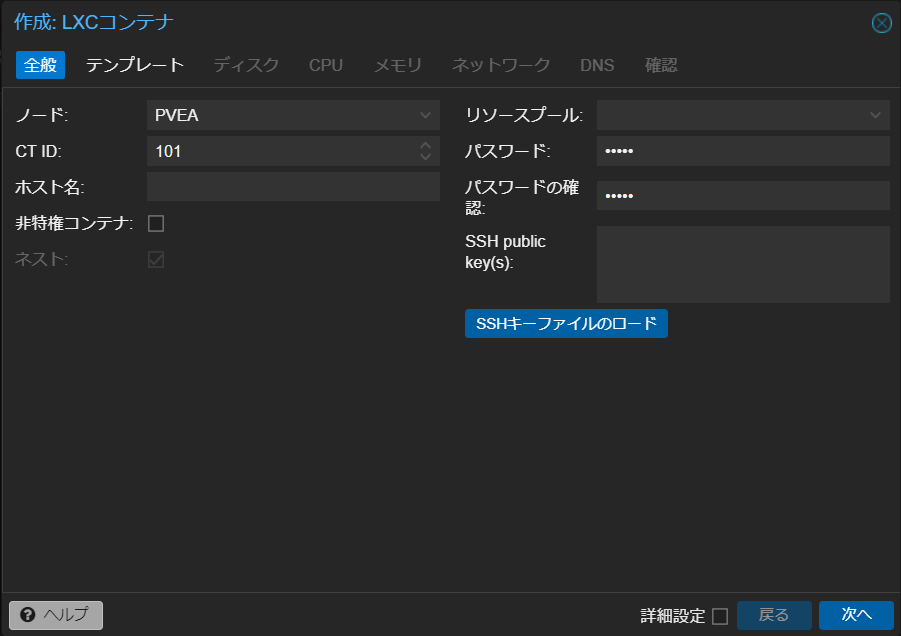 作成: LXCコンテナ
全般 テンプレート ディスク CPU メモリ ネットワーク DNS 確認
ノード: PVEA
CT ID: 101
ホスト名:
非特権コンテナ:
ネスト:
リソースプール:
パスワード: •••••
パスワードの確
認: •••••
SSH public
key(s):
SSHキーファイルのロード
ヘルプ 詳細設定 戻る 次へ